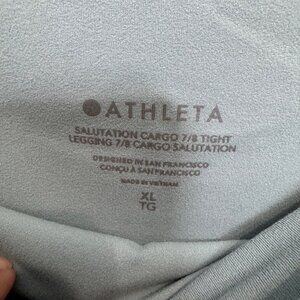 ATHLETA
SALUTATION CARGO 7/8 TIGHT
LEGGING 7/8 CARGO SALUTATION
DESIGNED IN SAN FRANCISCO
CONÇU À SAN FRANCISCO
MADE IN VIETNAM
XL
TG